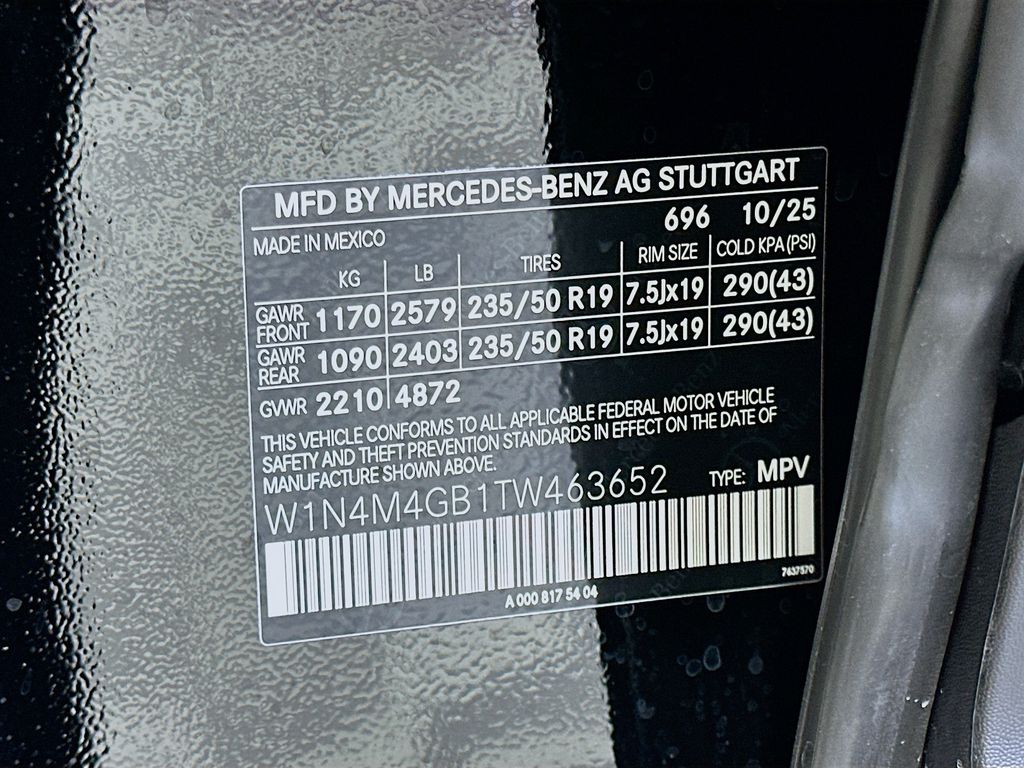 MFD BY MERCEDES-BENZ AG STUTTGART
696 10/25
MADE IN MEXICO
KG LB TIRES RIM SIZE COLD KPA (PSI)
GAWR FRONT 1170 2579 235/50 R19 7.5Jx19 290(43)
GAWR REAR 1090 2403 235/50 R19 7.5Jx19 290(43)
GVWR 2210 4872
THIS VEHICLE CONFORMS TO ALL APPLICABLE FEDERAL MOTOR VEHICLE
SAFETY AND THEFT PREVENTION STANDARDS IN EFFECT ON THE DATE OF
MANUFACTURE SHOWN ABOVE.
W1N4M4GB1TW463652 TYPE: MPV
7637570
A 000 817 54 04